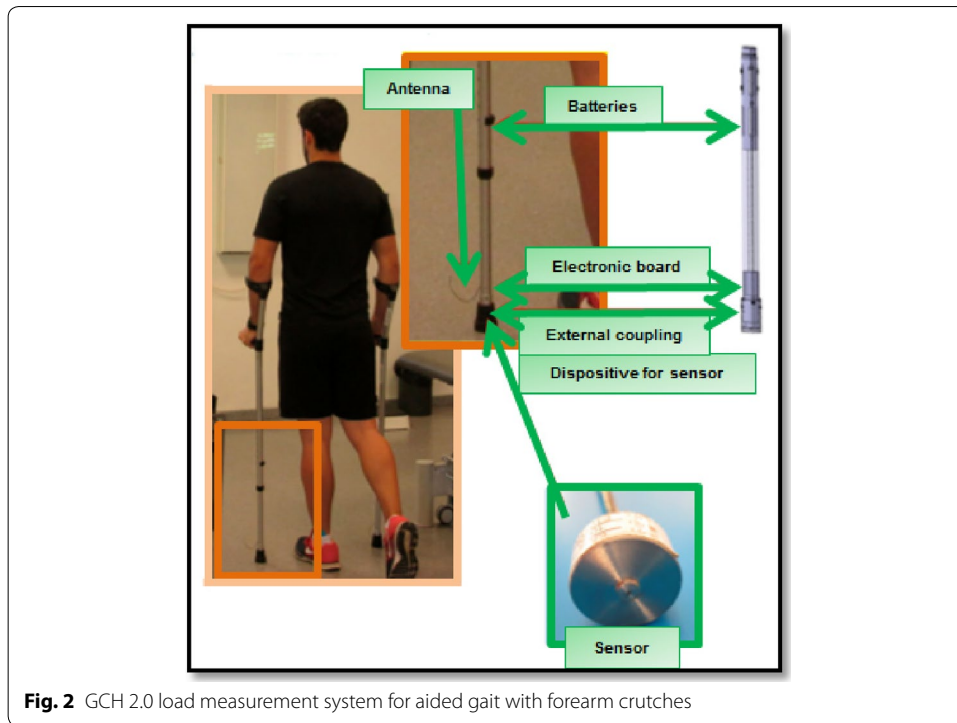 Antenna
Batteries
Electronic board
External coupling
Dispositive for sensor
Sensor
Fig. 2 GCH 2.0 load measurement system for aided gait with forearm crutches